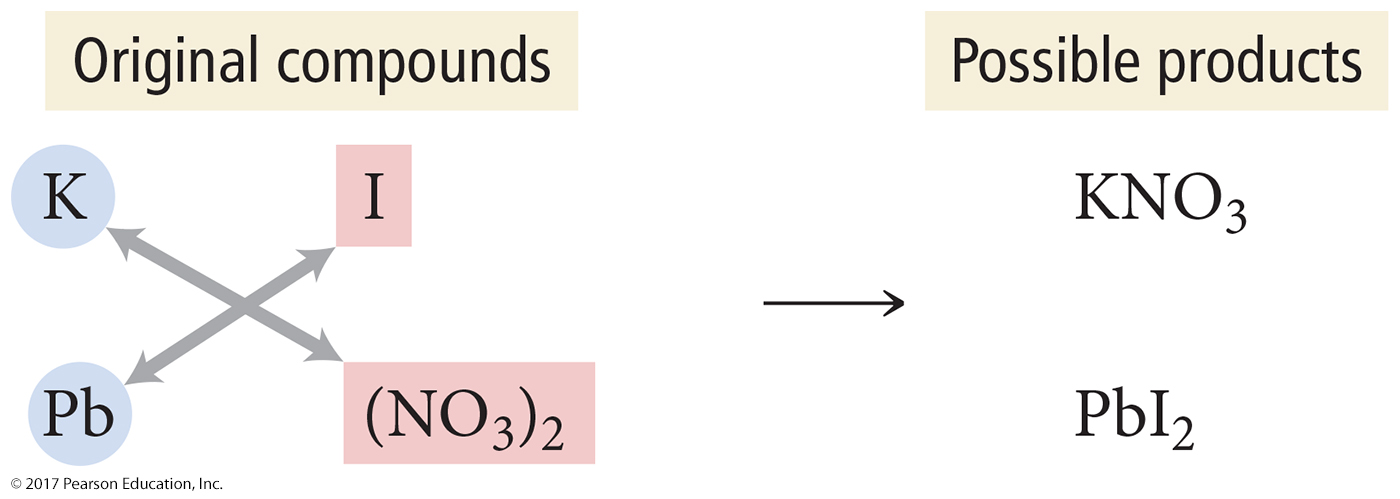 Original compounds
Possible products
K
I
KNO₃
Pb
(NO₃)₂
PbI₂
© 2017 Pearson Education, Inc.